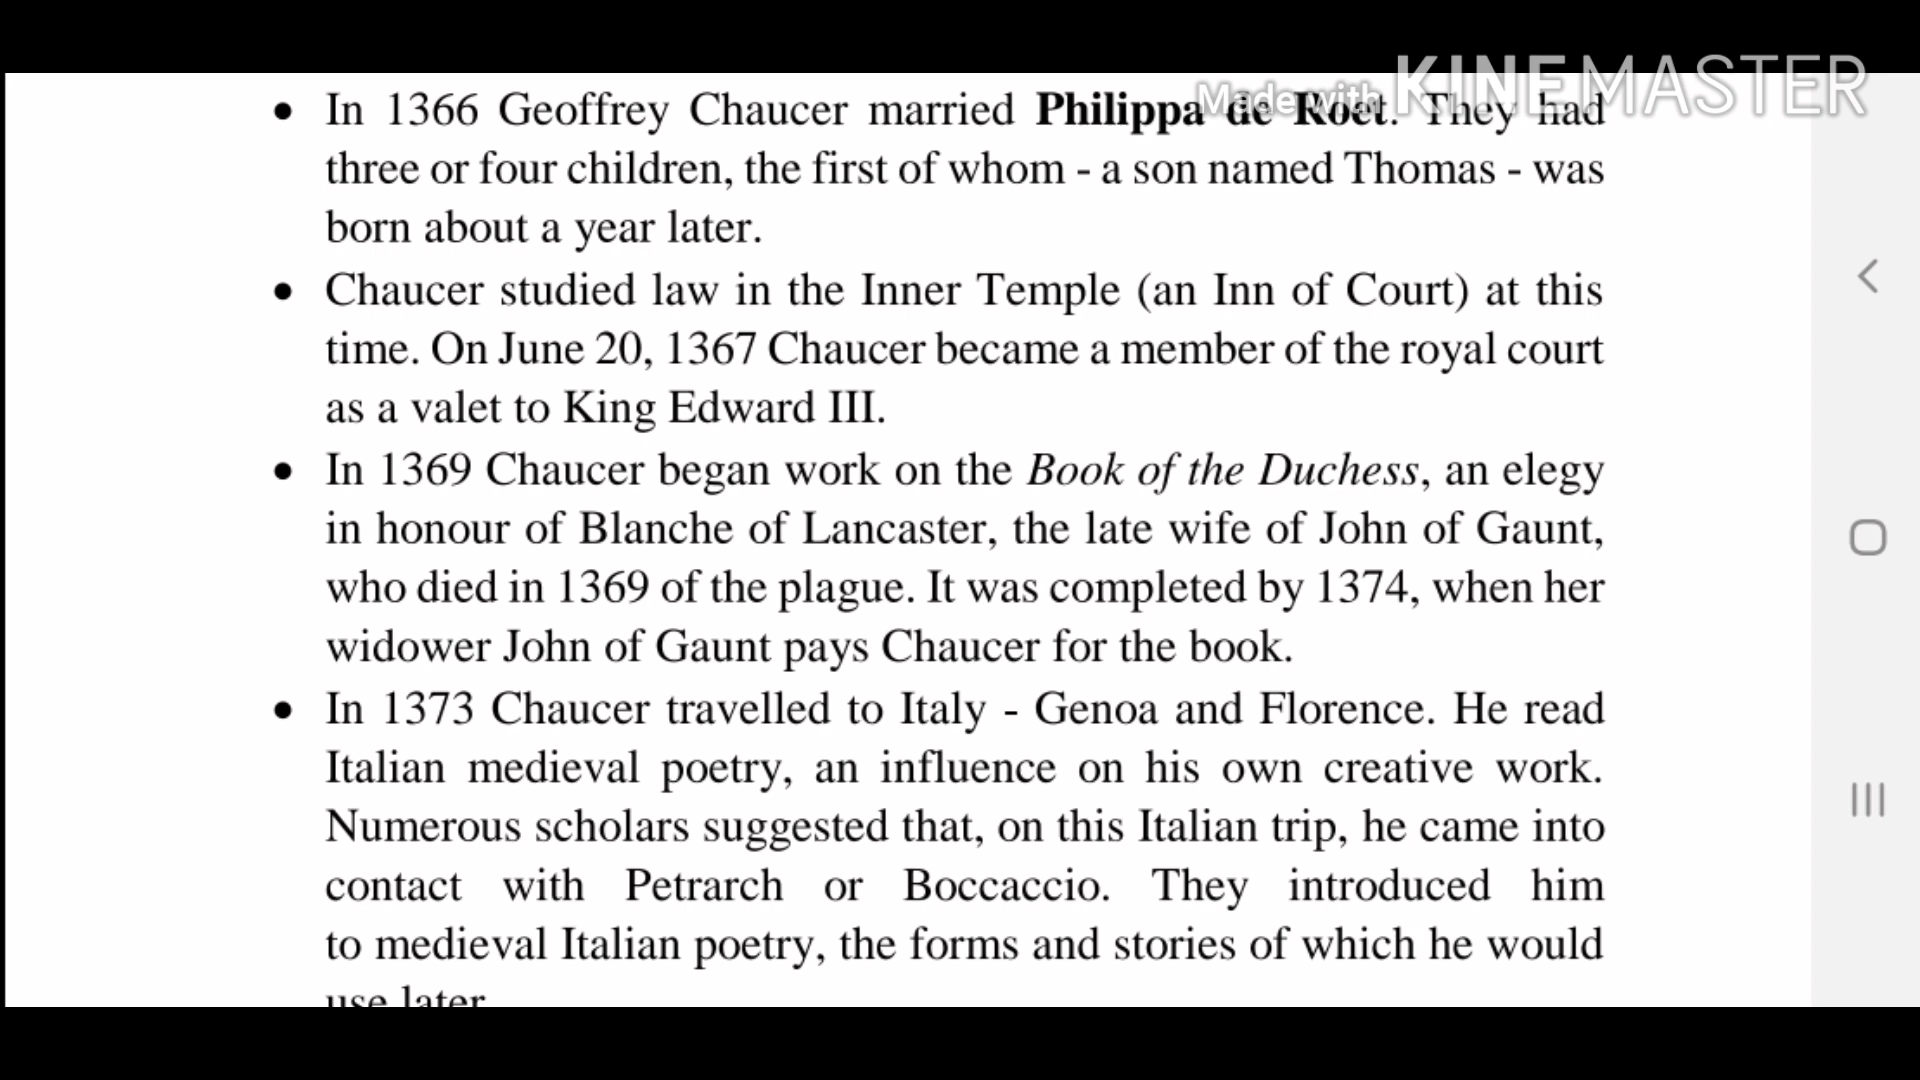 Made with KINEMASTER
• In 1366 Geoffrey Chaucer married Philippa de Roet. They had
three or four children, the first of whom - a son named Thomas - was
born about a year later.
• Chaucer studied law in the Inner Temple (an Inn of Court) at this
time. On June 20, 1367 Chaucer became a member of the royal court
as a valet to King Edward III.
• In 1369 Chaucer began work on the Book of the Duchess, an elegy
in honour of Blanche of Lancaster, the late wife of John of Gaunt,
who died in 1369 of the plague. It was completed by 1374, when her
widower John of Gaunt pays Chaucer for the book.
• In 1373 Chaucer travelled to Italy - Genoa and Florence. He read
Italian medieval poetry, an influence on his own creative work.
Numerous scholars suggested that, on this Italian trip, he came into
contact with Petrarch or Boccaccio. They introduced him
to medieval Italian poetry, the forms and stories of which he would
use later.